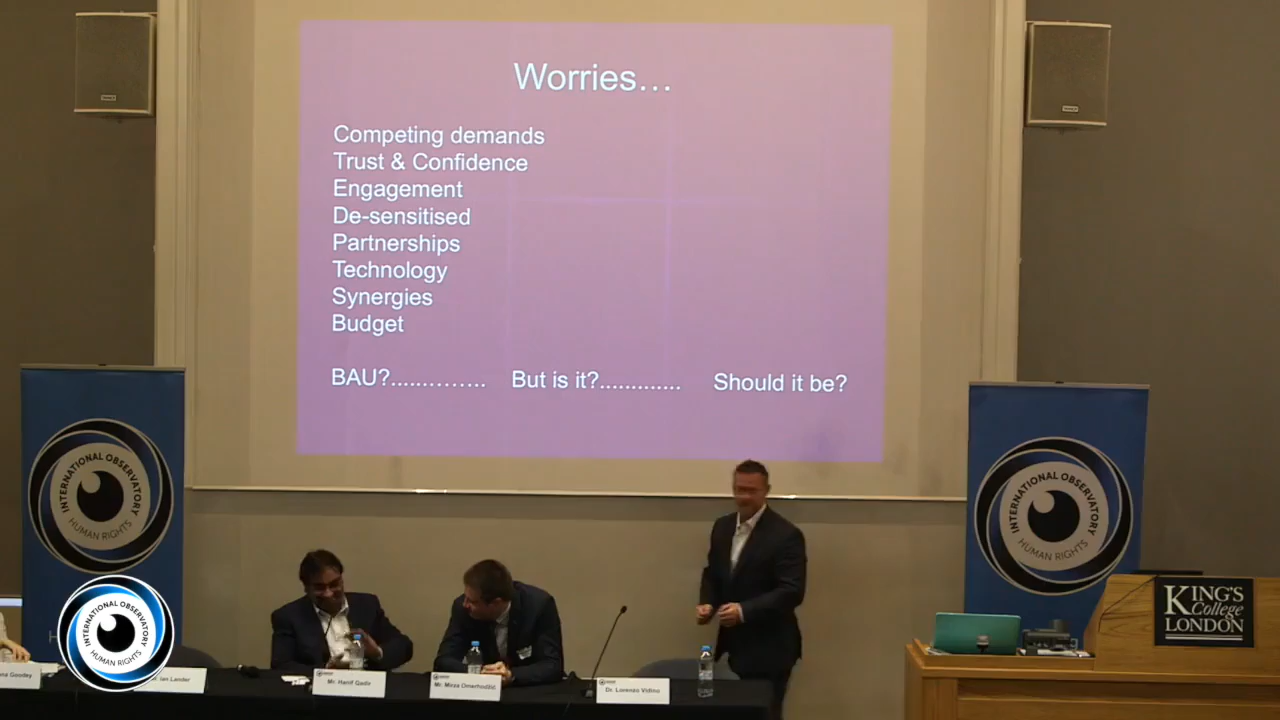 Worries…
Competing demands
Trust & Confidence
Engagement
De-sensitised
Partnerships
Technology
Synergies
Budget
BAU?.............. But is it?............. Should it be?
INTERNATIONAL OBSERVATORY
HUMAN RIGHTS
INTERNATIONAL OBSERVATORY
HUMAN RIGHTS
INTERNATIONAL OBSERVATORY
HUMAN RIGHTS
KING'S
College
LONDON
Goodey
Ian Lander
Mr. Hanif Qadir
Mr. Mirza Omerhodžić
Dr. Lorenzo Vidino